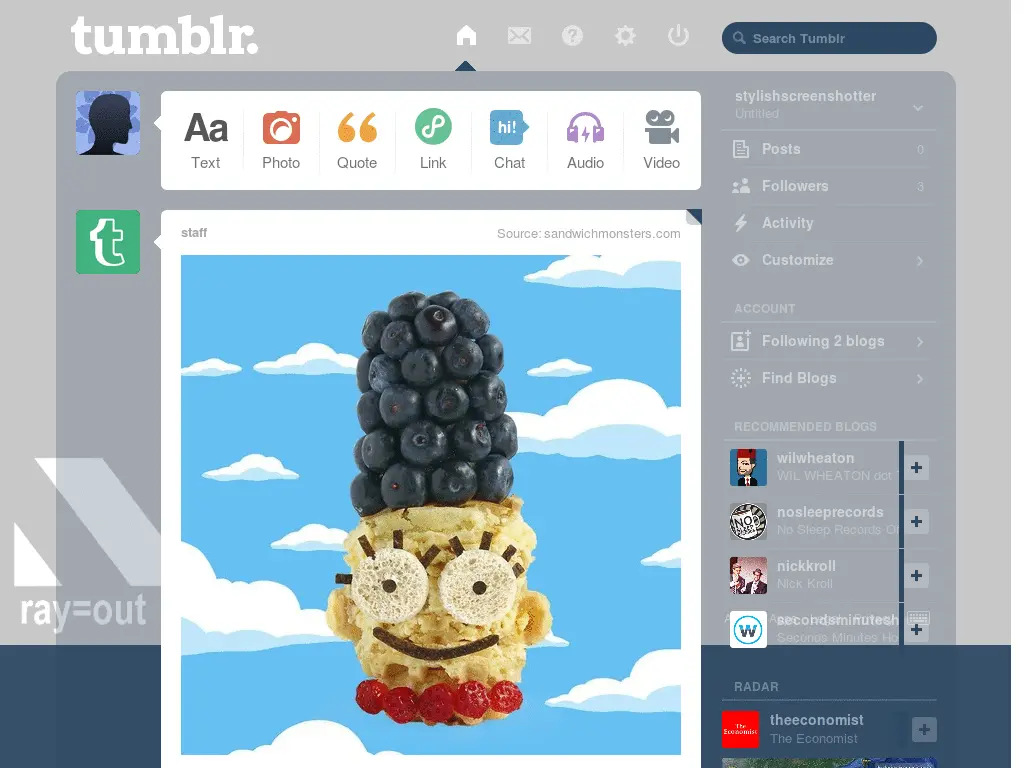 tumblr.
Search Tumblr
stylishscreenshotter
Untitled
Aa
hi!
Text
Photo
Quote
Link
Chat
Audio
Video
Posts
0
Followers
3
Activity
Customize
staff
Source: sandwichmonsters.com
ACCOUNT
Following 2 blogs
Find Blogs
RECOMMENDED BLOGS
wilwheaton
WIL WHEATON dot
nosleeprecords
No Sleep Records
nickkroll
Nick Kroll
secondsminutesh
Seconds Minutes Ho
ray=out
RADAR
theeconomist
The Economist
The
Economist